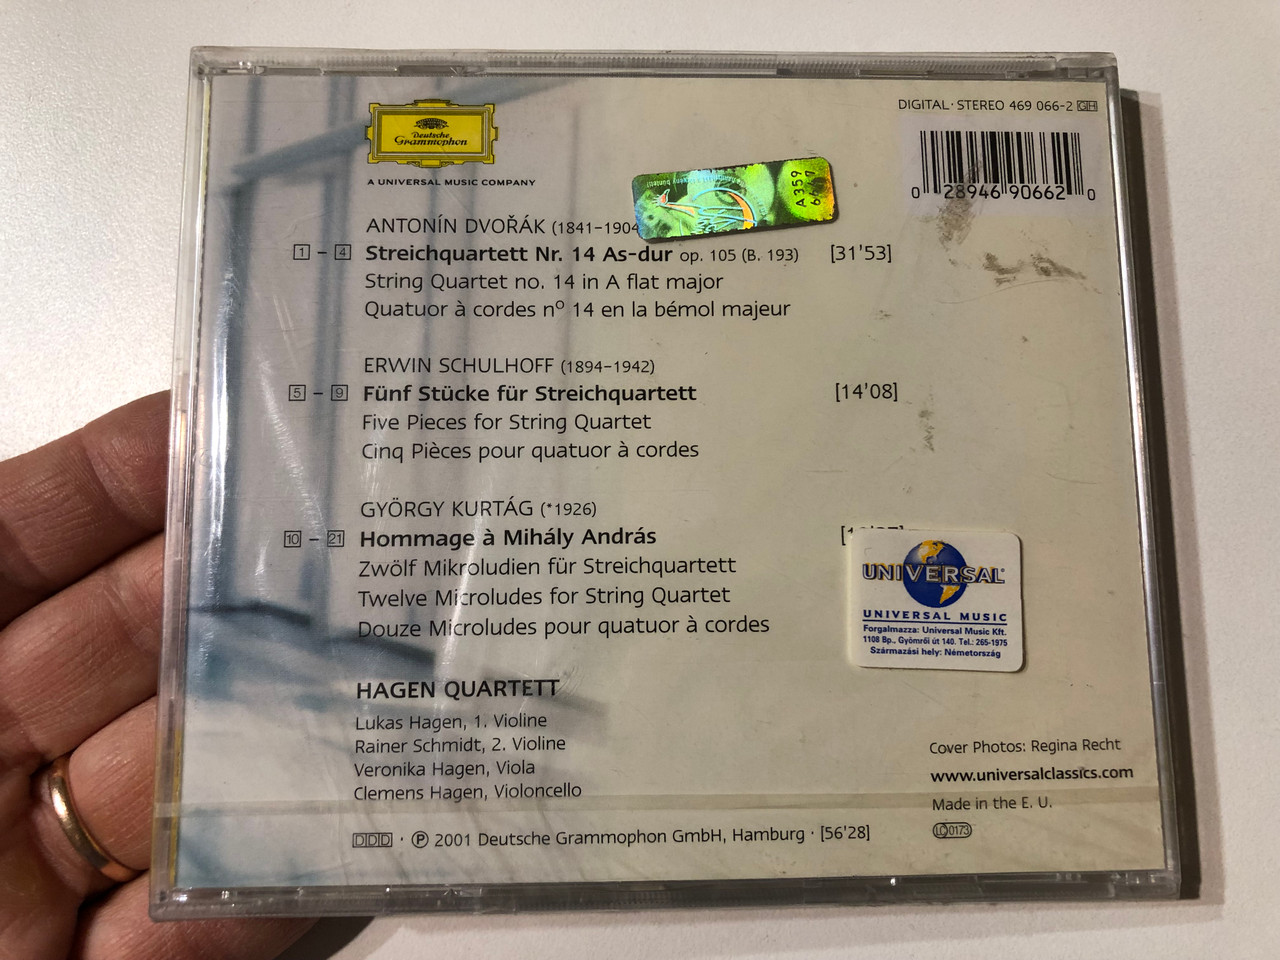 DIGITAL · STEREO 469 066-2 GH
Deutsche
Grammophon
A UNIVERSAL MUSIC COMPANY
0 28946 90662 0
A359
ANTONÍN DVOŘÁK (1841–1904
1 – 4 Streichquartett Nr. 14 As-dur op. 105 (B. 193) [31'53]
String Quartet no. 14 in A flat major
Quatuor à cordes nº 14 en la bémol majeur
ERWIN SCHULHOFF (1894–1942)
5 – 9 Fünf Stücke für Streichquartett [14'08]
Five Pieces for String Quartet
Cinq Pièces pour quatuor à cordes
GYÖRGY KURTÁG (*1926)
10 – 21 Hommage à Mihály András
Zwölf Mikroludien für Streichquartett
Twelve Microludes for String Quartet
Douze Microludes pour quatuor à cordes
UNIVERSAL
UNIVERSAL MUSIC
Forgalmazza: Universal Music Kft.
1108 Bp., Gyömrői út 140. Tel.: 265-1975
Származási hely: Németország
HAGEN QUARTETT
Lukas Hagen, 1. Violine
Rainer Schmidt, 2. Violine
Veronika Hagen, Viola
Clemens Hagen, Violoncello
Cover Photos: Regina Recht
www.universalclassics.com
Made in the E. U.
LC 0173
DDD · ℗ 2001 Deutsche Grammophon GmbH, Hamburg · [56'28]